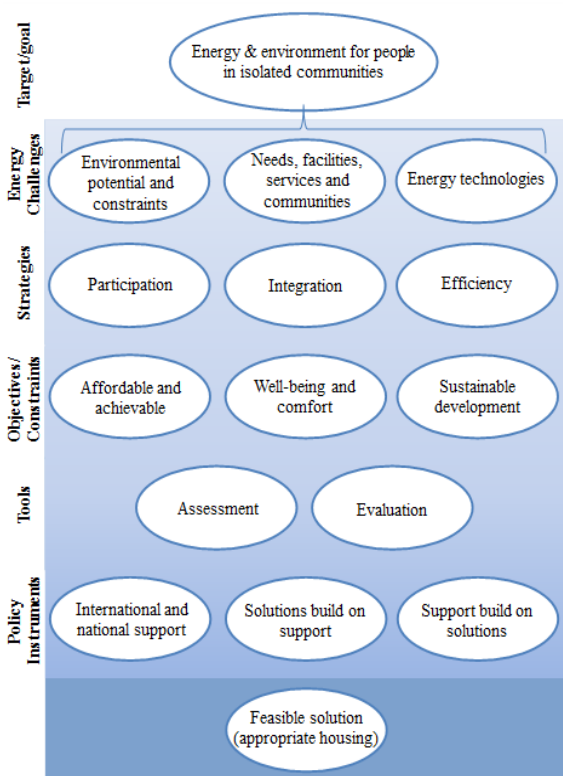 Target/goal
Energy & environment for people
in isolated communities
Energy
Challenges
Environmental
potential and
constraints
Needs, facilities,
services and
communities
Energy technologies
Strategies
Participation
Integration
Efficiency
Objectives/
Constraints
Affordable and
achievable
Well-being and
comfort
Sustainable
development
Tools
Assessment
Evaluation
Policy
Instruments
International and
national support
Solutions build on
support
Support build on
solutions
Feasible solution
(appropriate housing)